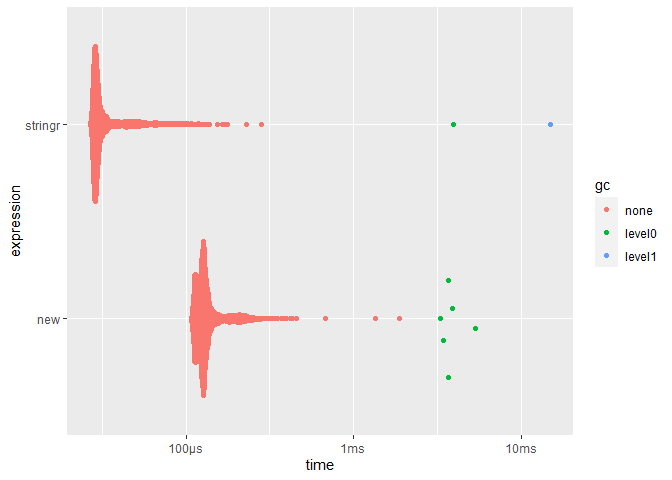 stringr
new
expression
100µs
1ms
10ms
time
gc
none
level0
level1